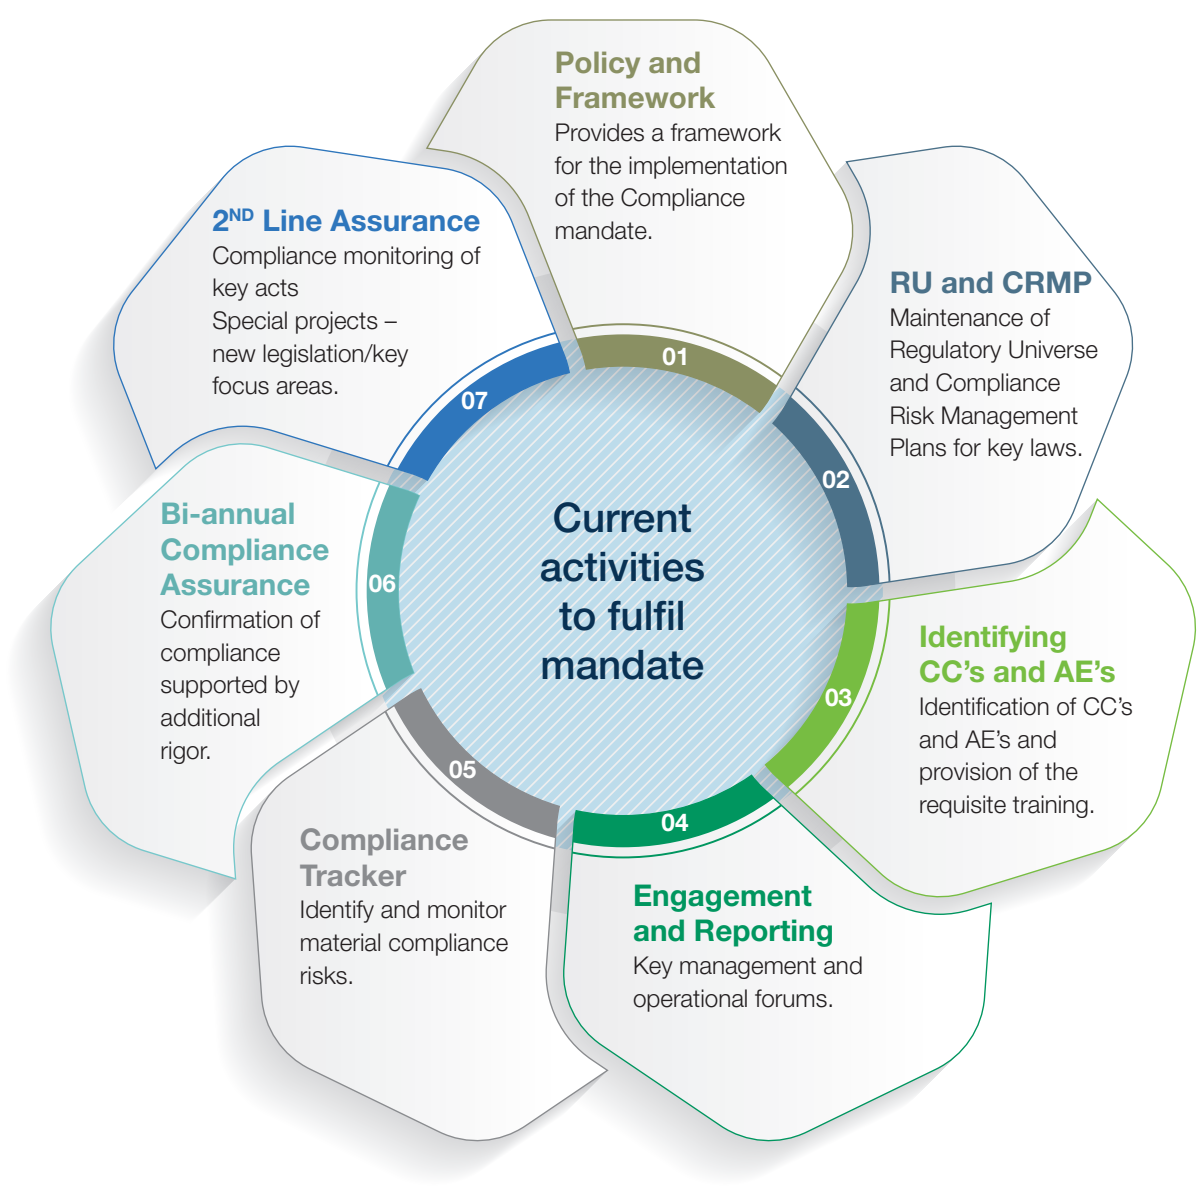 Policy and
Framework
Provides a framework
for the implementation
of the Compliance
mandate.
01
RU and CRMP
Maintenance of
Regulatory Universe
and Compliance
Risk Management
Plans for key laws.
02
Identifying
CC’s and AE’s
Identification of CC’s
and AE’s and
provision of the
requisite training.
03
Engagement
and Reporting
Key management and
operational forums.
04
Compliance
Tracker
Identify and monitor
material compliance
risks.
05
Bi-annual
Compliance
Assurance
Confirmation of
compliance
supported by
additional
rigor.
06
2ND Line Assurance
Compliance monitoring of
key acts
Special projects –
new legislation/key
focus areas.
07
Current
activities
to fulfil
mandate